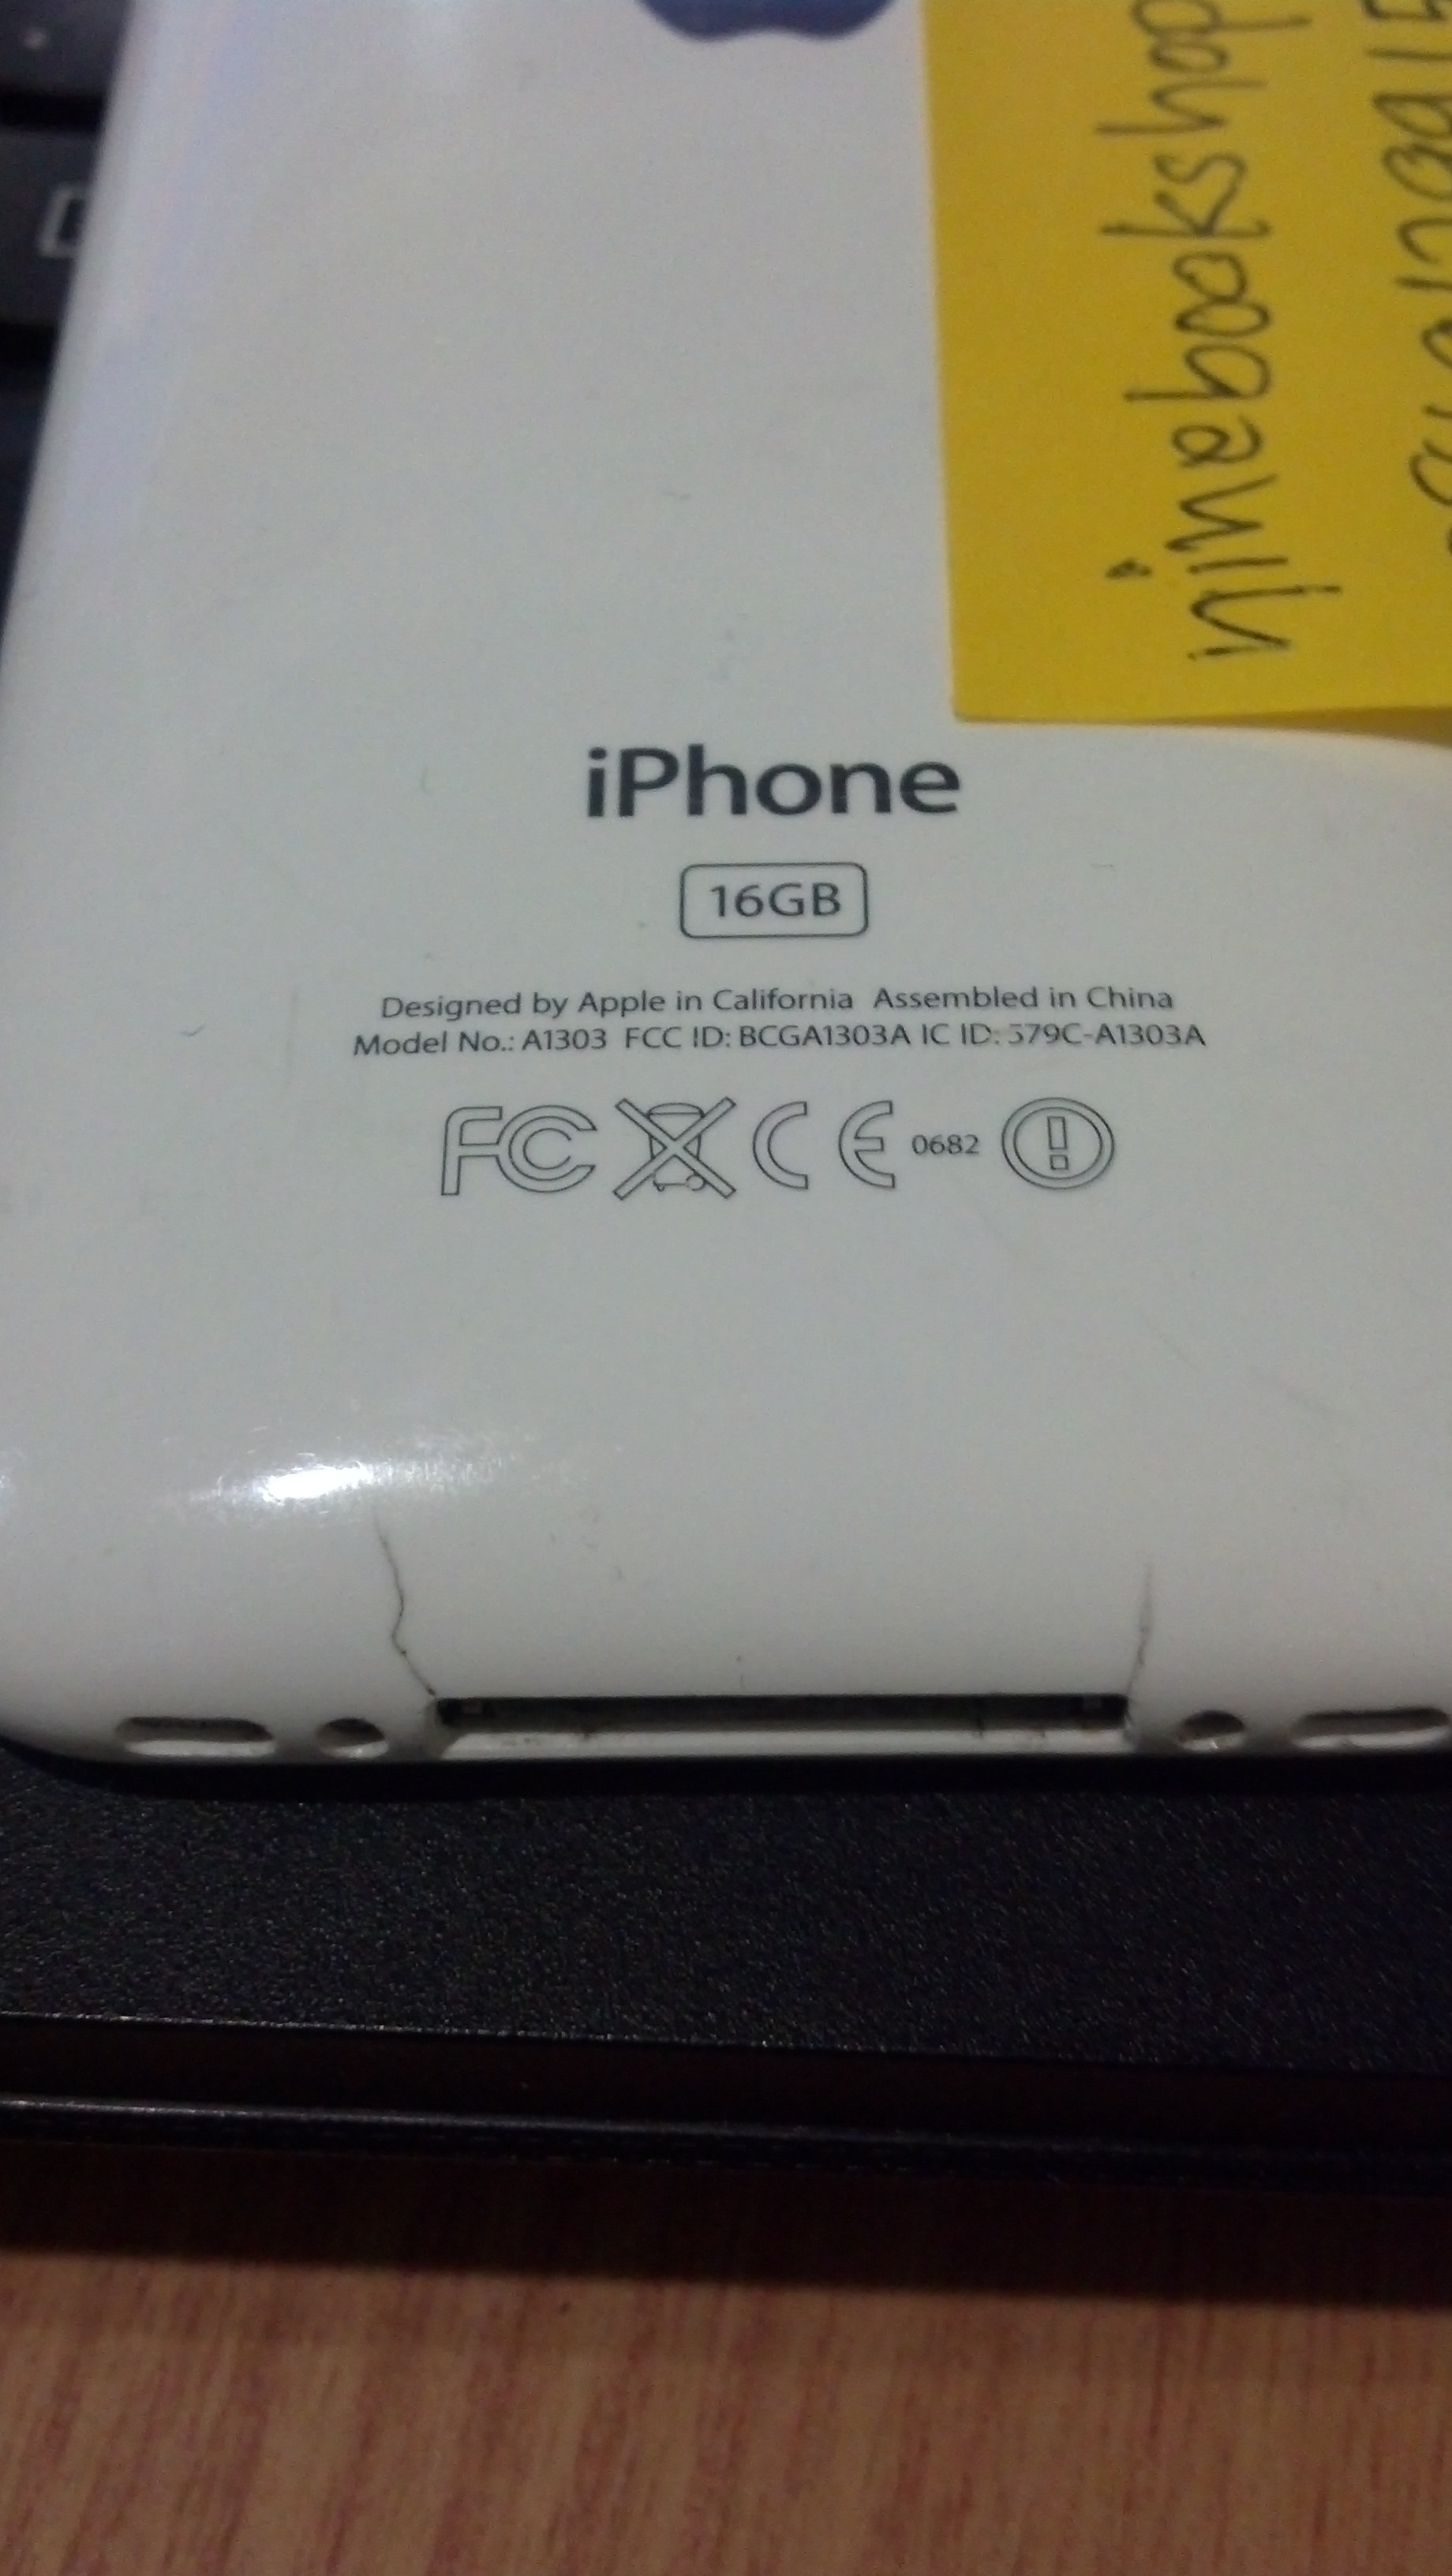 iPhone
16GB
Designed by Apple in California Assembled in China
Model No.: A1303 FCC ID: BCGA1303A IC ID: 579C-A1303A
FC CE 0682